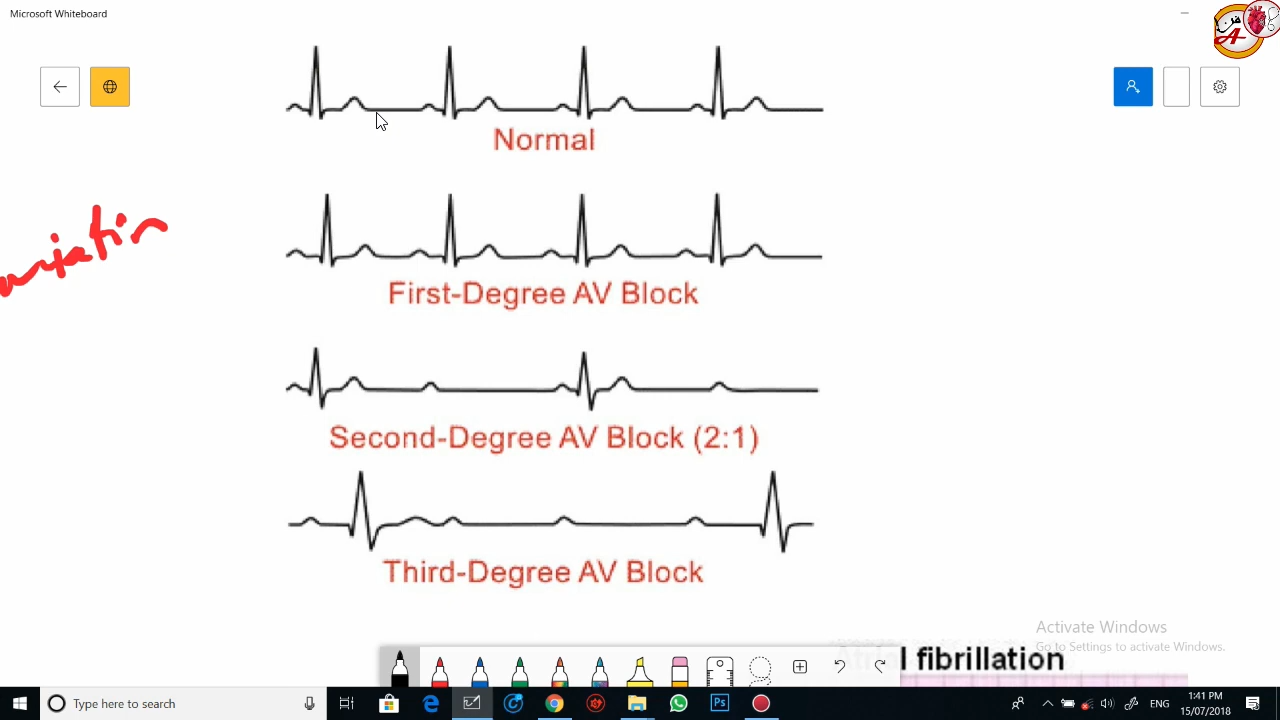 Microsoft Whiteboard
Normal
First-Degree AV Block
Second-Degree AV Block (2:1)
Third-Degree AV Block
Activate Windows
Go to Settings to activate Windows.
fibrillation
Type here to search
Ps
ENG
1:41 PM
15/07/2018